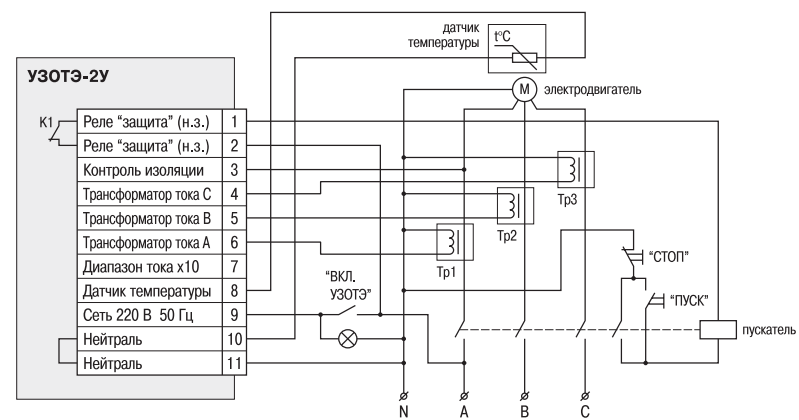 датчик
температуры
t°C
УЗОТЭ-2У
М
электродвигатель
К1
Реле “защита” (н.з.) 1
Реле “защита” (н.з.) 2
Контроль изоляции 3
Трансформатор тока С 4
Трансформатор тока В 5
Трансформатор тока А 6
Диапазон тока х10 7
Датчик температуры 8
Сеть 220 В 50 Гц 9
Нейтраль 10
Нейтраль 11
Тр3
Тр2
Тр1
“ВКЛ.
УЗОТЭ”
“СТОП”
“ПУСК”
пускатель
N A B C